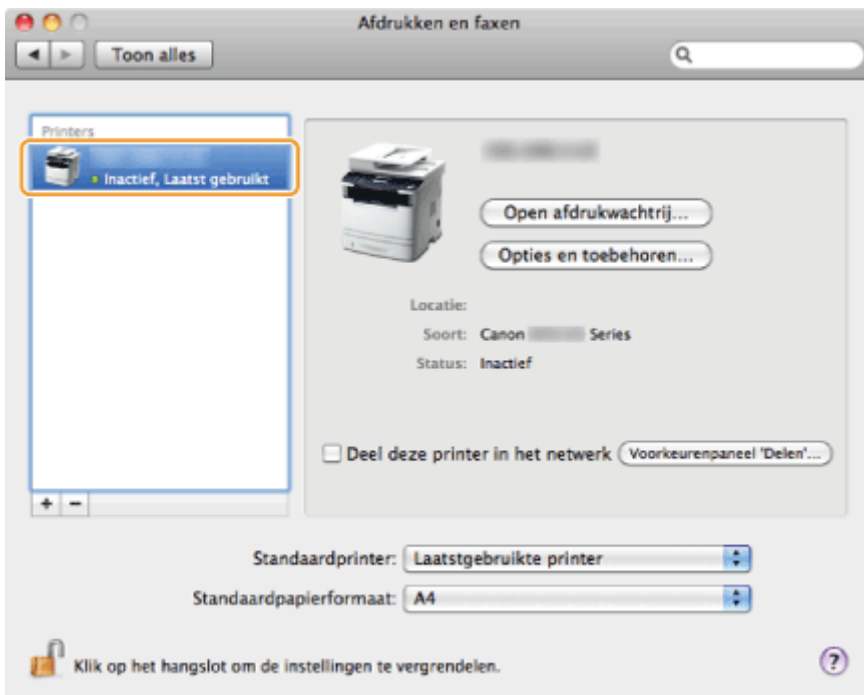 Afdrukken en faxen
Toon alles
Printers
Inactief, Laatst gebruikt
Open afdrukwachtrij...
Opties en toebehoren...
Locatie:
Soort: Canon Series
Status: Inactief
Deel deze printer in het netwerk Voorkeurenpaneel 'Delen'...
+ −
Standaardprinter: Laatstgebruikte printer
Standaardpapierformaat: A4
Klik op het hangslot om de instellingen te vergrendelen. ?